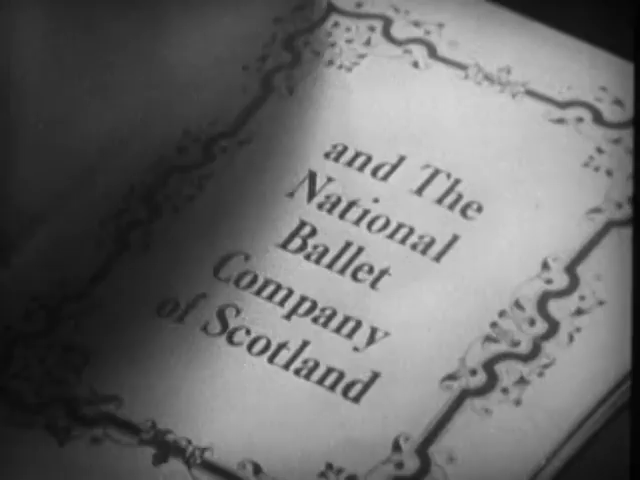 and The
National
Ballet
Company
of Scotland